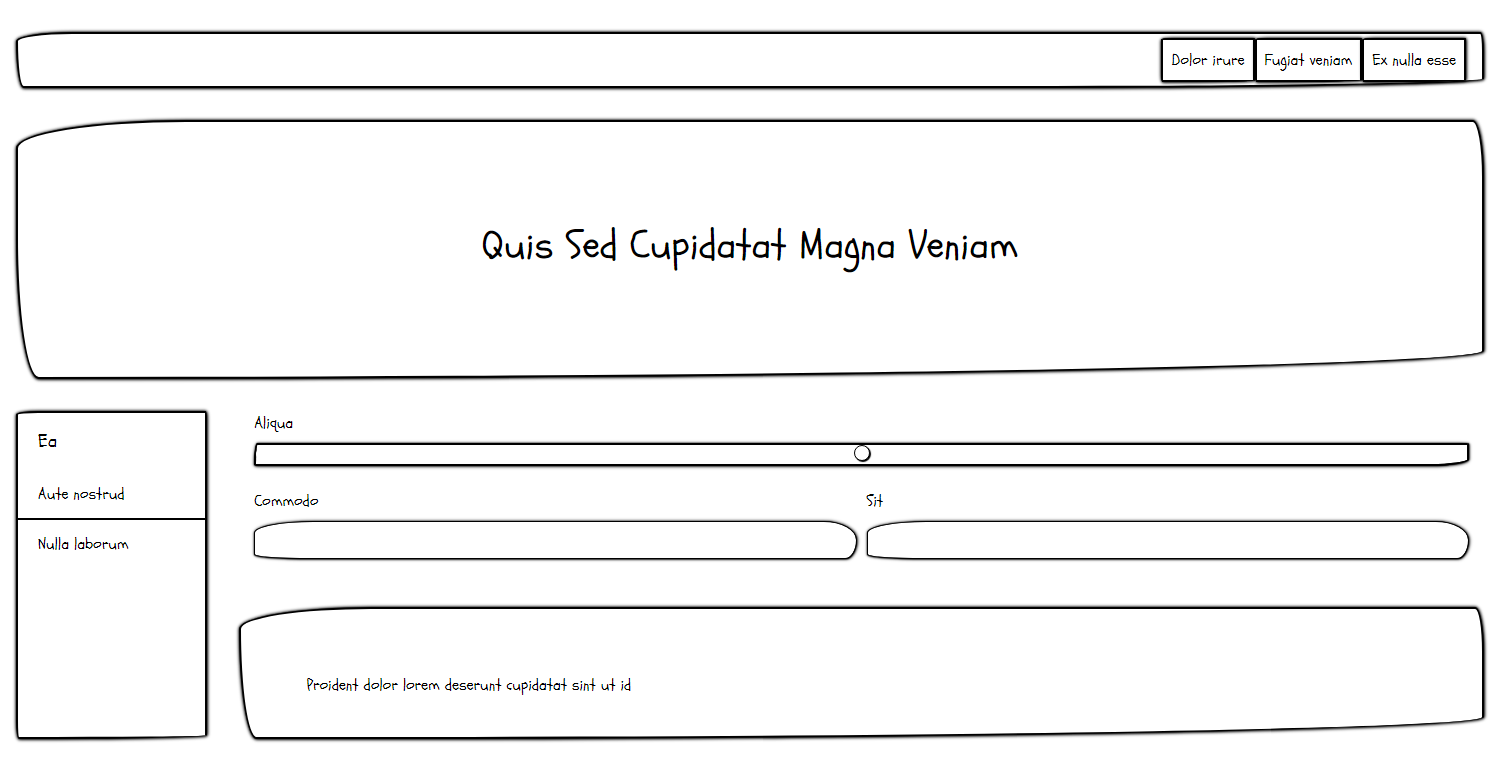 Dolor irure
Fugiat veniam
Ex nulla esse
Quis Sed Cupidatat Magna Veniam
Ea
Aute nostrud
Nulla laborum
Aliqua
Commodo
Sit
Proident dolor lorem deserunt cupidatat sint ut id